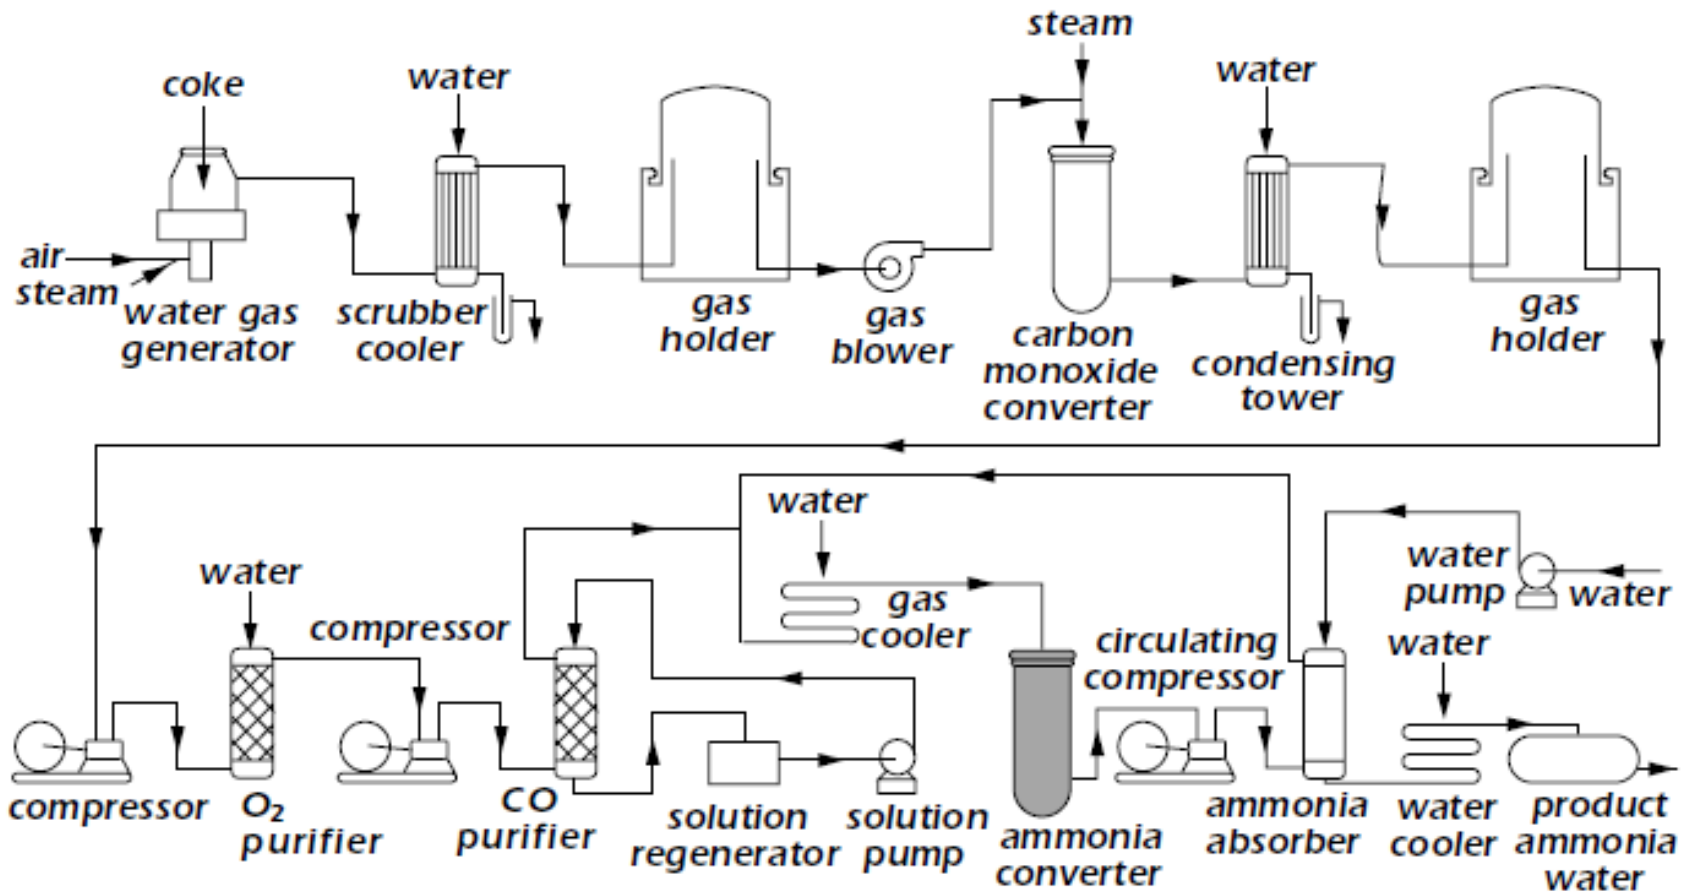 steam
coke
water
water
air
steam
water gas
generator
scrubber
cooler
gas
holder
gas
blower
carbon
monoxide
converter
condensing
tower
gas
holder
water
water
compressor
gas
cooler
circulating
compressor
water
pump
water
water
compressor
O₂
purifier
CO
purifier
solution
regenerator
solution
pump
ammonia
converter
ammonia
absorber
water
cooler
product
ammonia
water